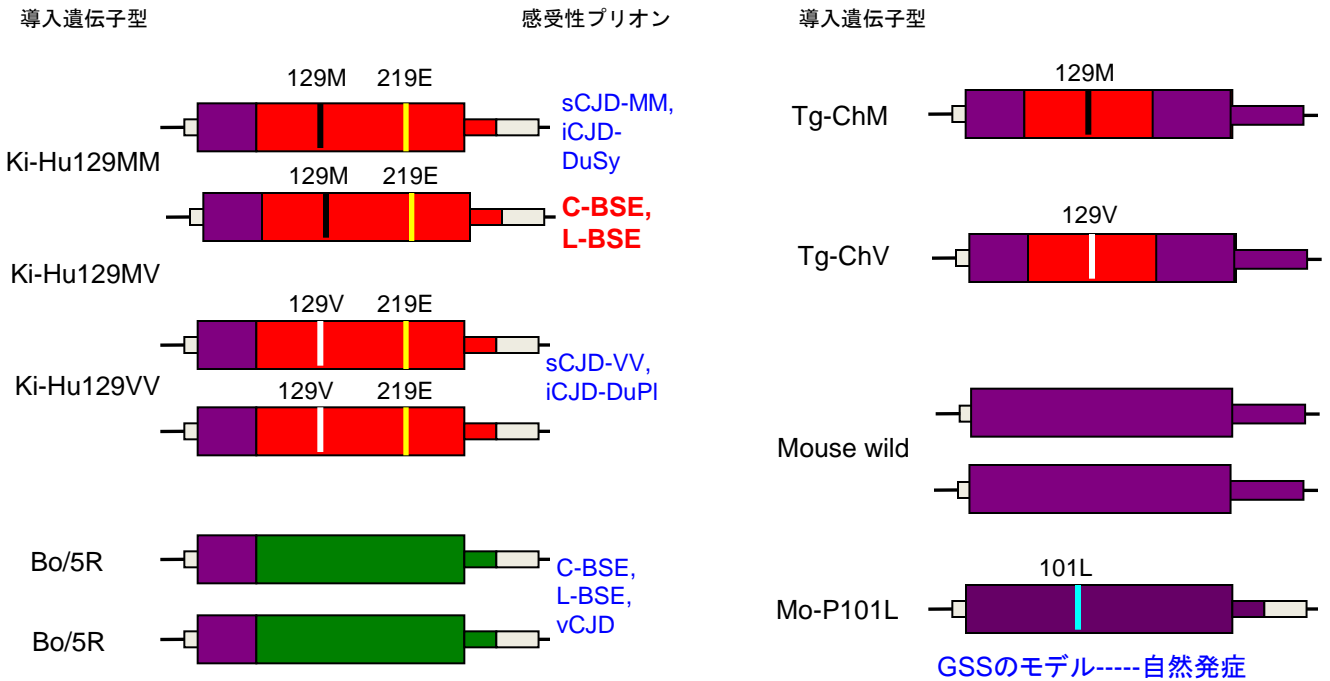 導入遺伝子型
感受性プリオン
129M 219E
Ki-Hu129MM
sCJD-MM,
iCJD-
DuSy
129M 219E
C-BSE,
L-BSE
Ki-Hu129MV
129V 219E
Ki-Hu129VV
sCJD-VV,
iCJD-DuPl
129V 219E
Bo/5R
C-BSE,
L-BSE,
vCJD
Bo/5R
導入遺伝子型
129M
Tg-ChM
129V
Tg-ChV
Mouse wild
101L
Mo-P101L
GSSのモデル-----自然発症